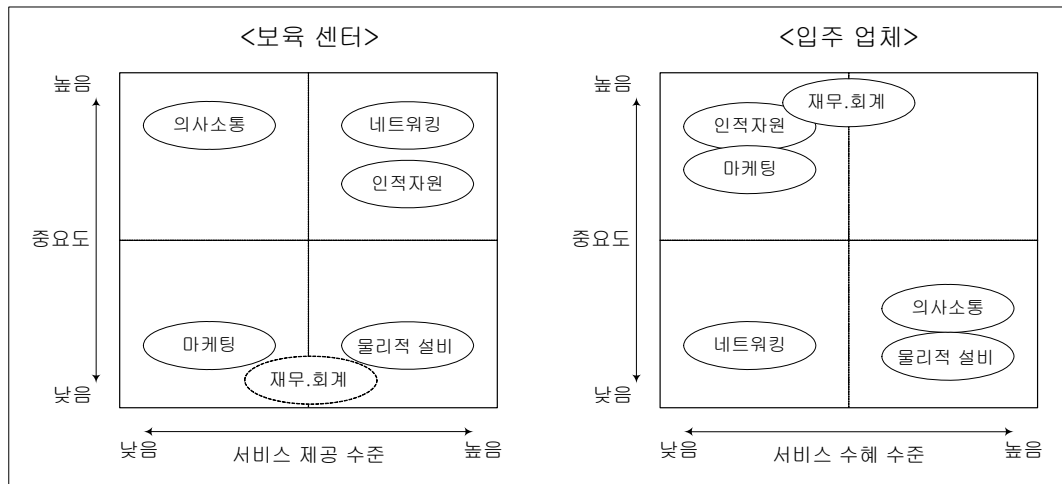 <보육 센터>
높음
의사소통
네트워킹
인적자원
중요도
마케팅
물리적 설비
재무.회계
낮음
낮음
서비스 제공 수준
높음
<입주 업체>
높음
재무.회계
인적자원
마케팅
중요도
의사소통
네트워킹
물리적 설비
낮음
낮음
서비스 수혜 수준
높음